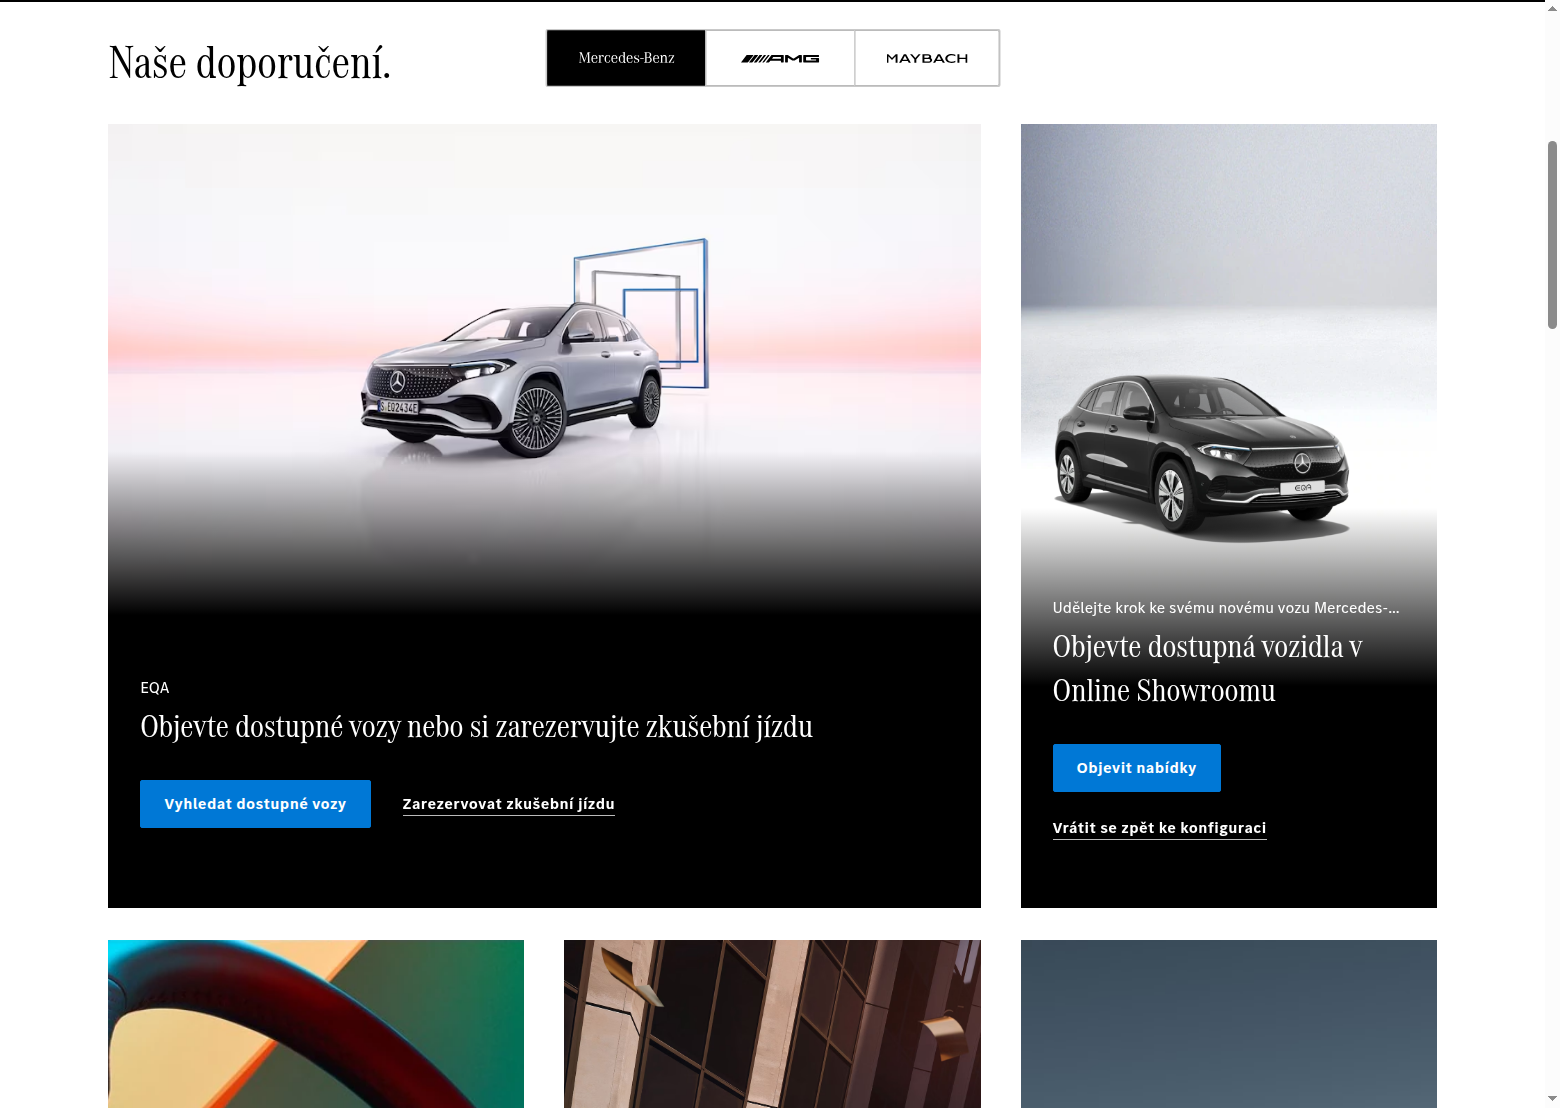 Naše doporučení.
Mercedes-Benz
AMG
MAYBACH
S EQ2434E
EQA
EQA
Objevte dostupné vozy nebo si zarezervujte zkušební jízdu
Vyhledat dostupné vozy
Zarezervovat zkušební jízdu
Udělejte krok ke svému novému vozu Mercedes-...
Objevte dostupná vozidla v
Online Showroomu
Objevit nabídky
Vrátit se zpět ke konfiguraci